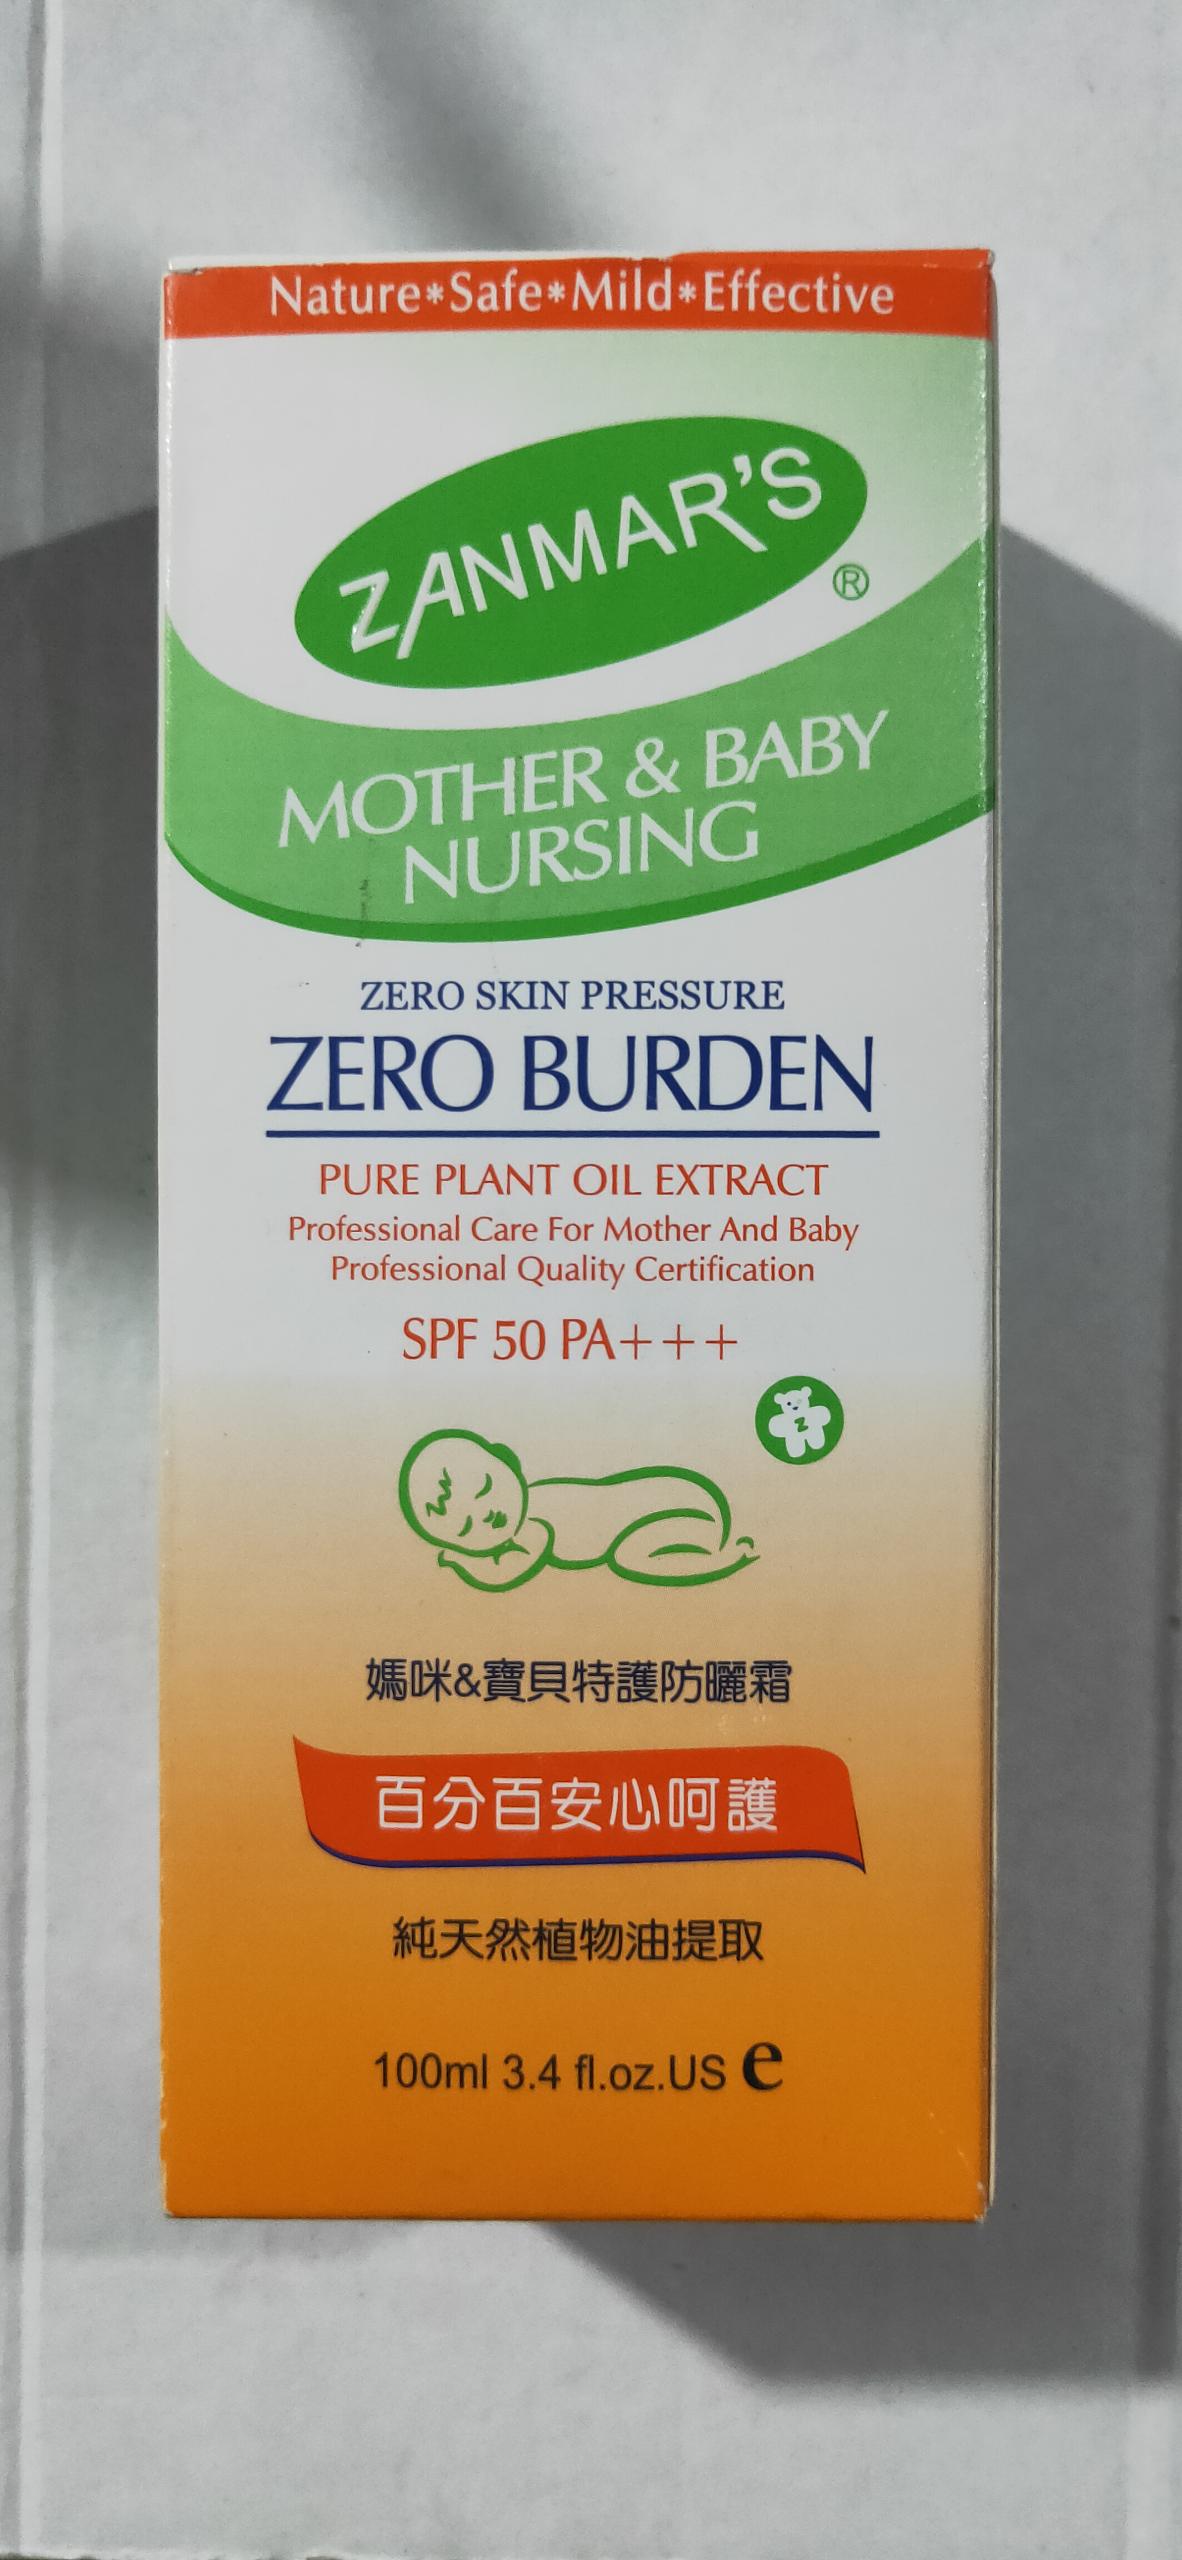 Nature*Safe*Mild*Effective
ZANMAR'S
®
MOTHER & BABY
NURSING
ZERO SKIN PRESSURE
ZERO BURDEN
PURE PLANT OIL EXTRACT
Professional Care For Mother And Baby
Professional Quality Certification
SPF 50 PA+++
Z
媽咪&寶貝特護防曬霜
百分百安心呵護
純天然植物油提取
100ml 3.4 fl.oz.US e